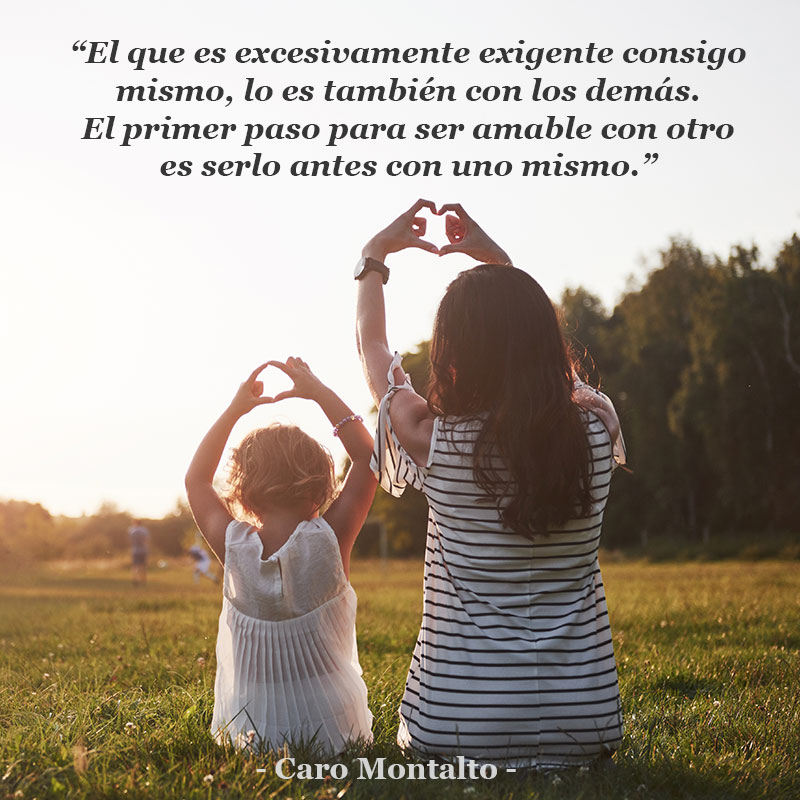 “El que es excesivamente exigente consigo
mismo, lo es también con los demás.
El primer paso para ser amable con otro
es serlo antes con uno mismo.”
- Caro Montalto -